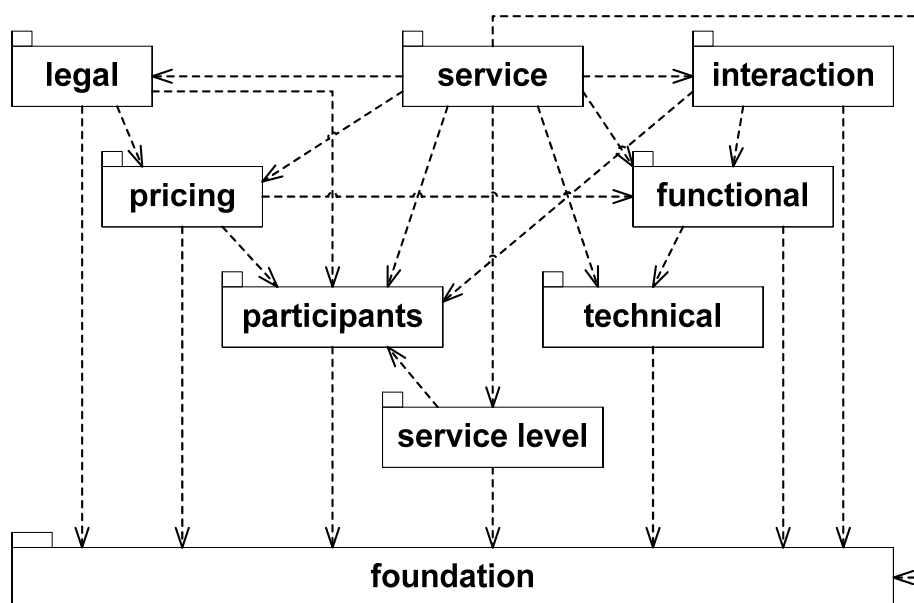 legal
service
interaction
pricing
functional
participants
technical
service level
foundation